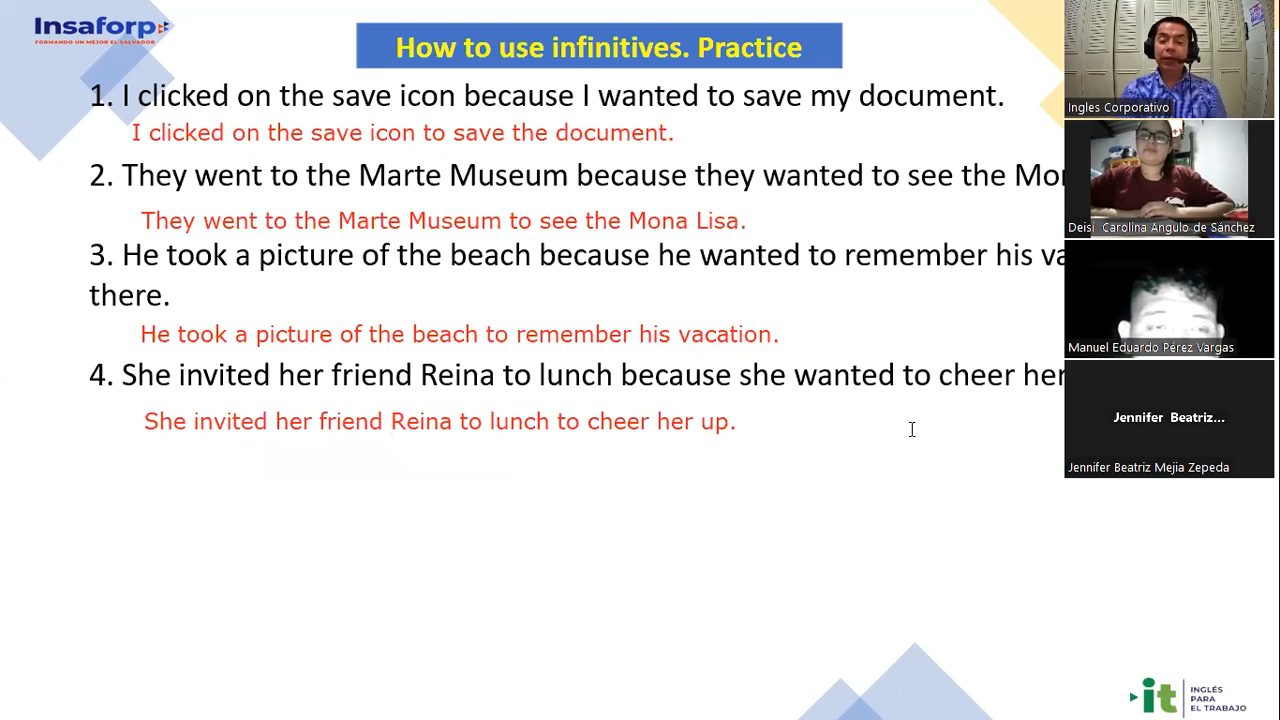 Insaforp
FORMANDO UN MEJOR EL SALVADOR
How to use infinitives. Practice
1. I clicked on the save icon because I wanted to save my document.
I clicked on the save icon to save the document.
2. They went to the Marte Museum because they wanted to see the
They went to the Marte Museum to see the Mona Lisa.
3. He took a picture of the beach because he wanted to remember his
there.
He took a picture of the beach to remember his vacation.
4. She invited her friend Reina to lunch because she wanted to cheer her
She invited her friend Reina to lunch to cheer her up.
Ingles Corporativo
Deisi Carolina Angulo de Sánchez
Manuel Eduardo Pérez Vargas
Jennifer Beatriz...
Jennifer Beatriz Mejia Zepeda
it
INGLÉS
PARA
EL TRABAJO